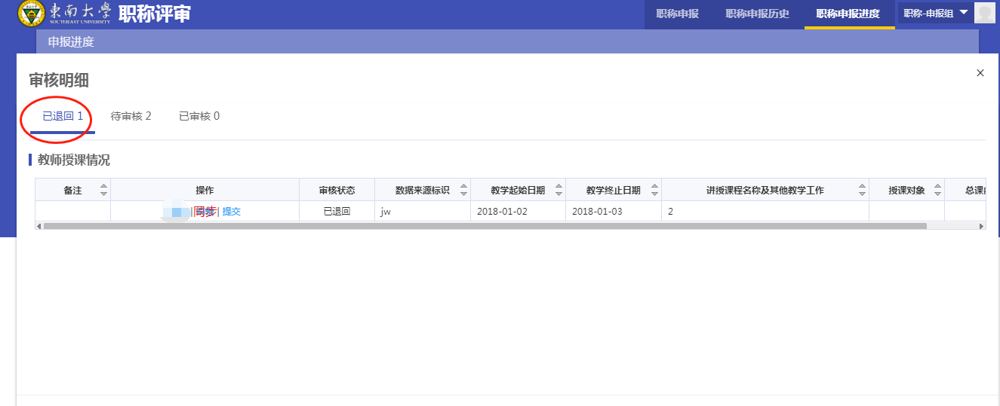 東南大學 职称评审 职称申报 职称申报历史 职称申报进度 职称-申报组
SOUTHEAST UNIVERSITY
申报进度
审核明细
已退回 1 待审核 2 已审核 0
教师授课情况
备注 操作 审核状态 数据来源标识 教学起始日期 教学终止日期 讲授课程名称及其他教学工作 授课对象 总课
| | 提交 已退回 jw 2018-01-02 2018-01-03 2